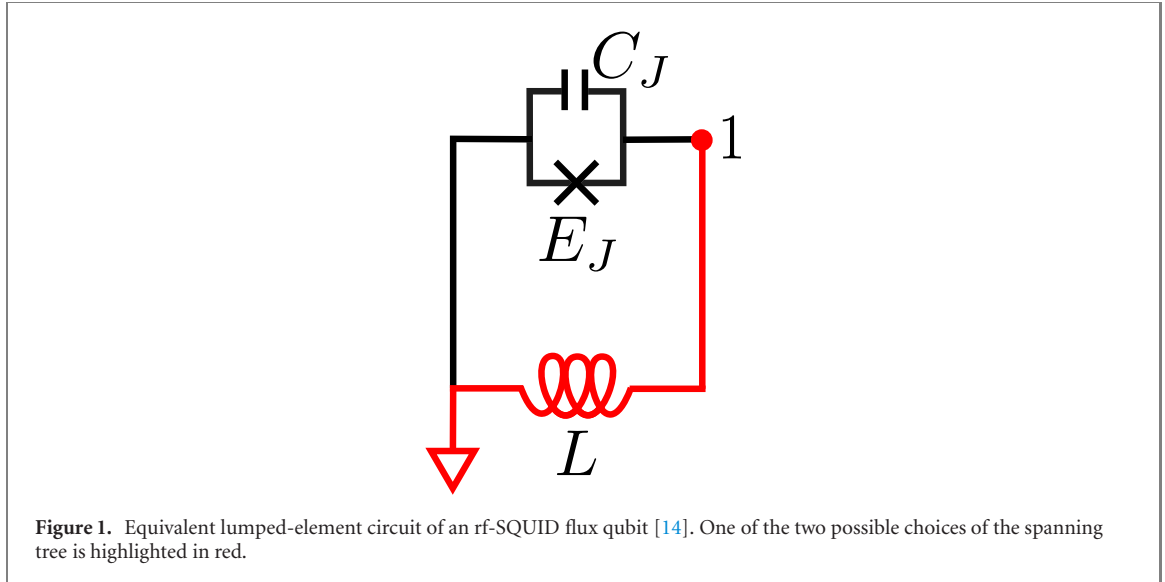 C_J
1
E_J
L
Figure 1. Equivalent lumped-element circuit of an rf-SQUID flux qubit [14]. One of the two possible choices of the spanning
tree is highlighted in red.